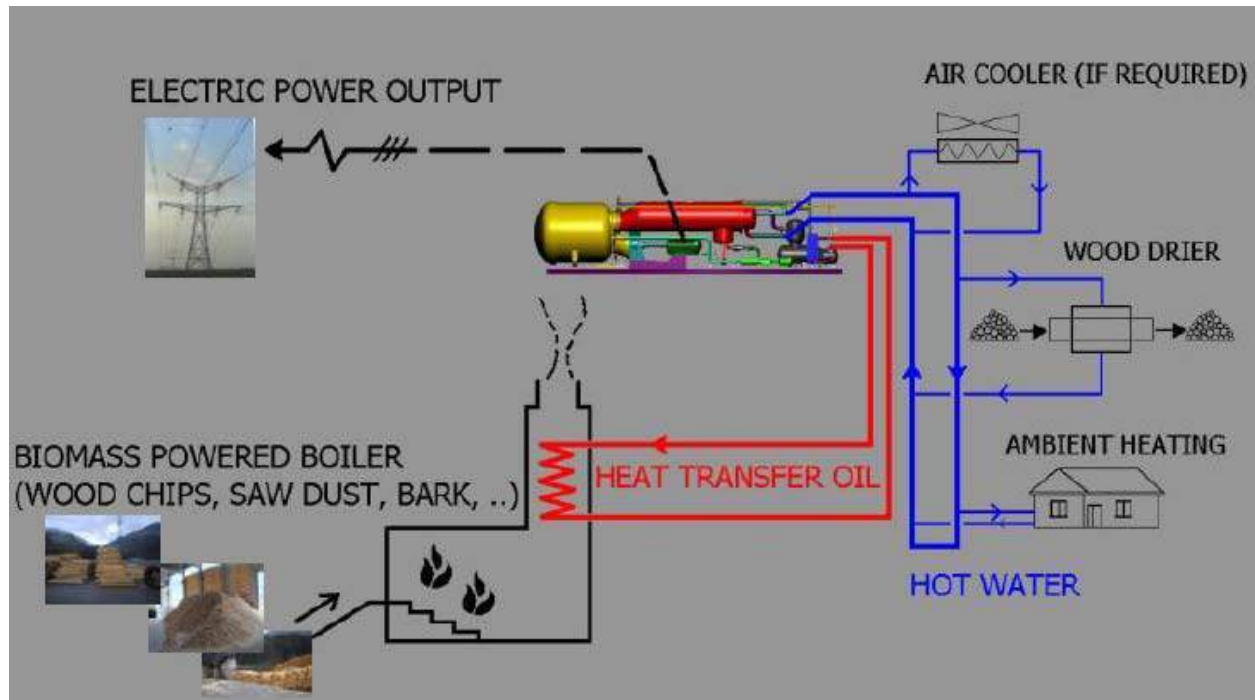 ELECTRIC POWER OUTPUT
AIR COOLER (IF REQUIRED)
WOOD DRIER
BIOMASS POWERED BOILER
(WOOD CHIPS, SAW DUST, BARK, ..)
HEAT TRANSFER OIL
AMBIENT HEATING
HOT WATER